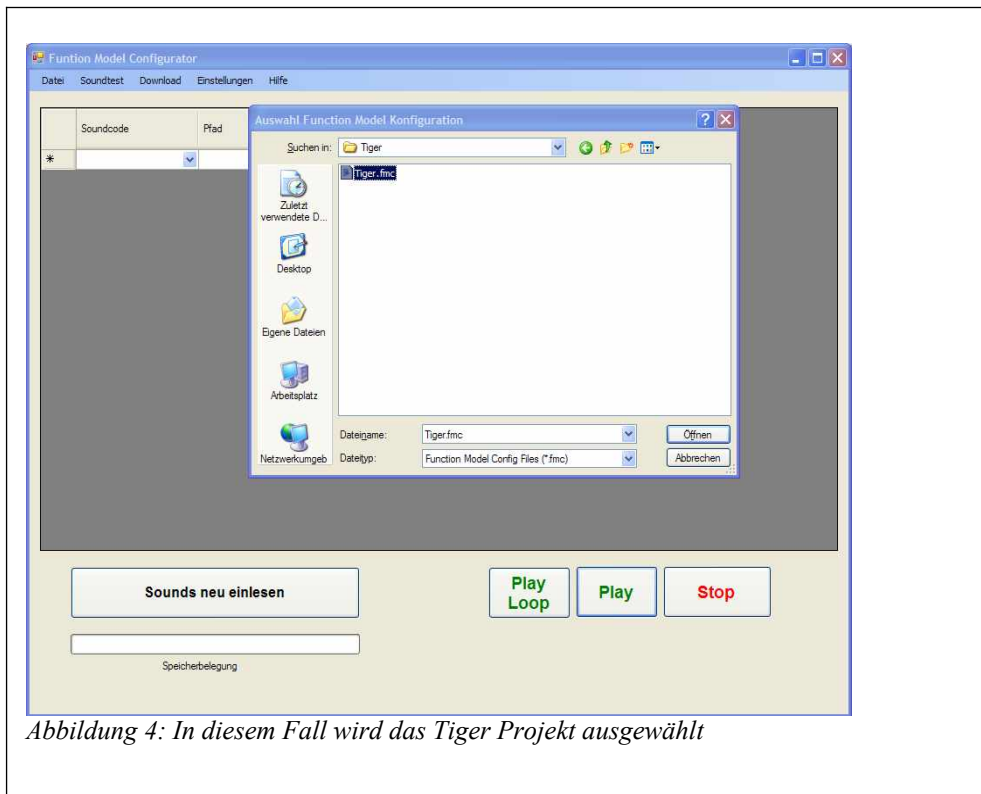 Funtion Model Configurator
Datei Soundtest Download Einstellungen Hilfe
Soundcode Pfad
*
Auswahl Function Model Konfiguration
Suchen in: Tiger
Tiger.fmc
Zuletzt
verwendete D...
Desktop
Eigene Dateien
Arbeitsplatz
Netzwerkumgeb
Dateiname: Tiger.fmc Öffnen
Dateityp: Function Model Config Files (*.fmc) Abbrechen
Sounds neu einlesen
Play
Loop
Play
Stop
Speicherbelegung
Abbildung 4: In diesem Fall wird das Tiger Projekt ausgewählt